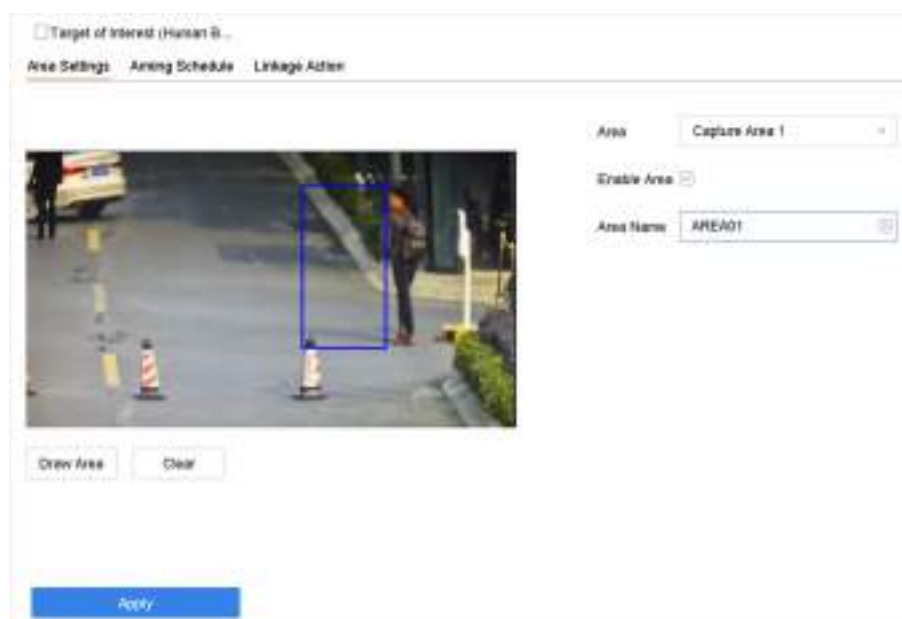 Target of Interest (Human B...
Area Settings Arming Schedule Linkage Action
Area Capture Area 1
Enable Area
Area Name AREA01
Draw Area Clear
Apply